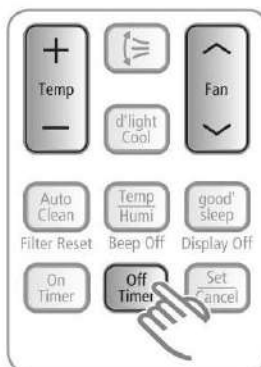 +
Temp
−
d'light
Cool
Fan
Auto
Clean
Temp
Humi
good'
sleep
Filter Reset
Beep Off
Display Off
On
Timer
Off
Timer
Set
Cancel